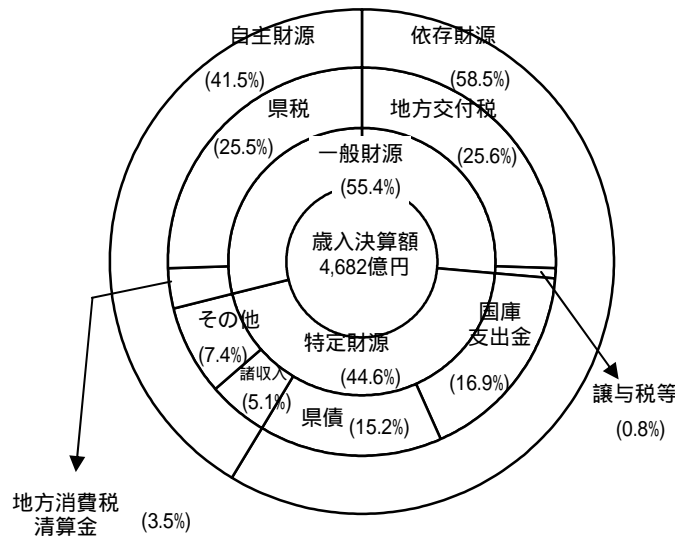 自主財源
(41.5%)
依存財源
(58.5%)
県税
(25.5%)
地方交付税
(25.6%)
一般財源
(55.4%)
歳入決算額
4,682億円
その他
(7.4%)
諸収入
(5.1%)
特定財源
(44.6%)
国庫
支出金
(16.9%)
県債
(15.2%)
譲与税等
(0.8%)
地方消費税
清算金
(3.5%)